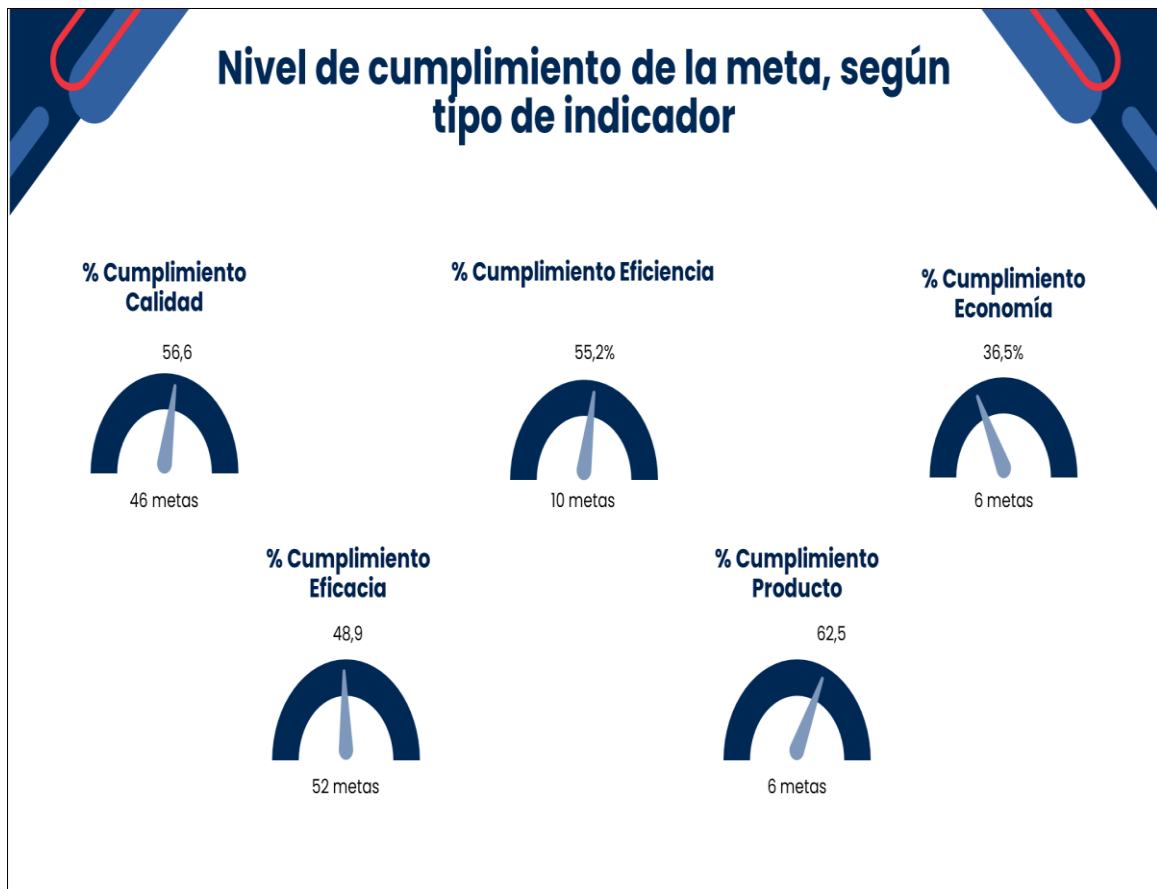 Nivel de cumplimiento de la meta, según
tipo de indicador
% Cumplimiento
Calidad
56,6
46 metas
% Cumplimiento Eficiencia
55,2%
10 metas
% Cumplimiento
Economía
36,5%
6 metas
% Cumplimiento
Eficacia
48,9
52 metas
% Cumplimiento
Producto
62,5
6 metas